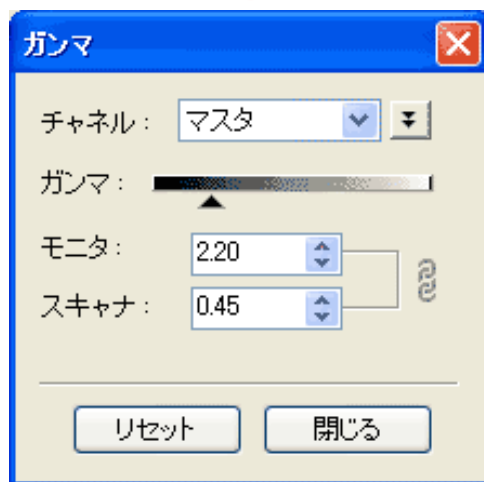 ガンマ
チャネル： マスタ
ガンマ：
モニタ： 2.20
スキャナ： 0.45
リセット 閉じる